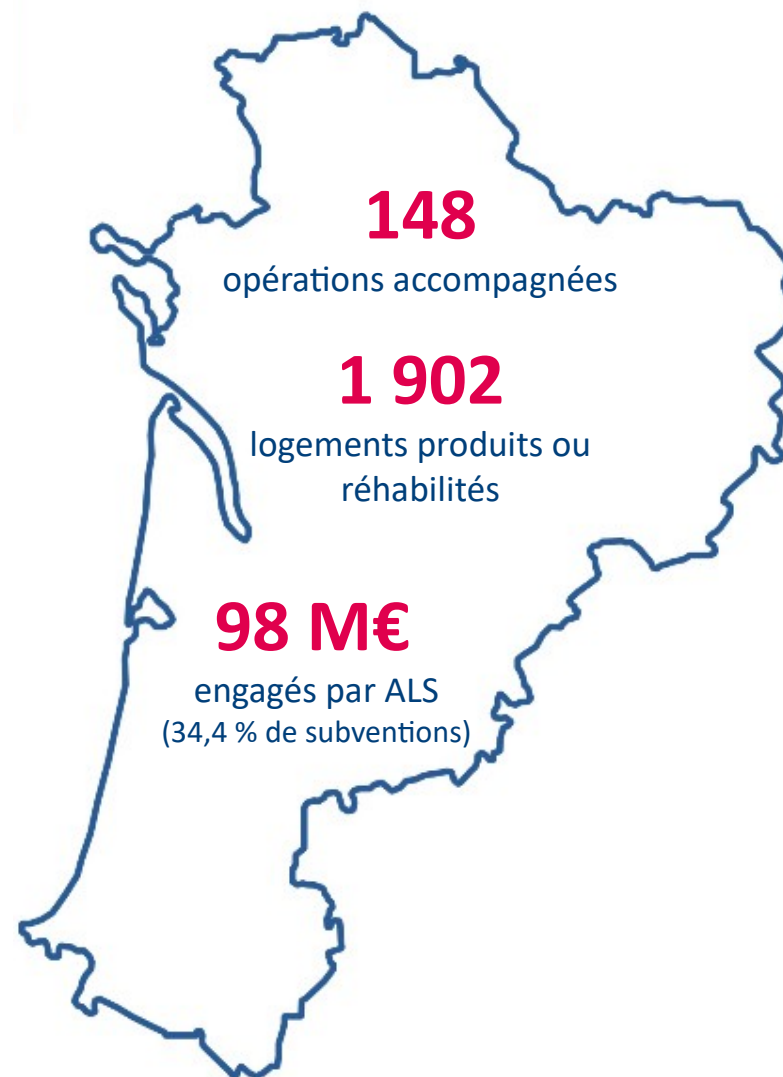 148
opérations accompagnées
1 902
logements produits ou
réhabilités
98 M€
engagés par ALS
(34,4 % de subventions)